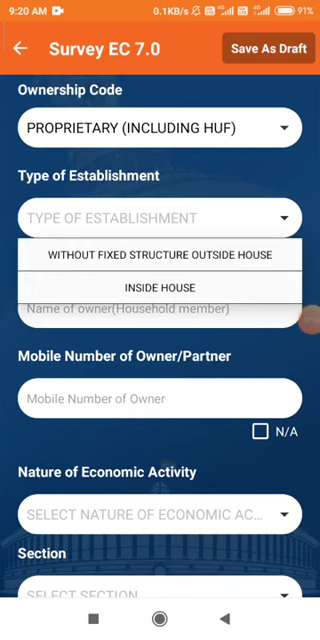 9:20 AM 0.1KB/s 4G 4G 91%
Survey EC 7.0
Save As Draft
Ownership Code
PROPRIETARY (INCLUDING HUF)
Type of Establishment
TYPE OF ESTABLISHMENT
WITHOUT FIXED STRUCTURE OUTSIDE HOUSE
INSIDE HOUSE
Name of owner(Household member)
Mobile Number of Owner/Partner
Mobile Number of Owner
N/A
Nature of Economic Activity
SELECT NATURE OF ECONOMIC AC...
Section
SELECT SECTION